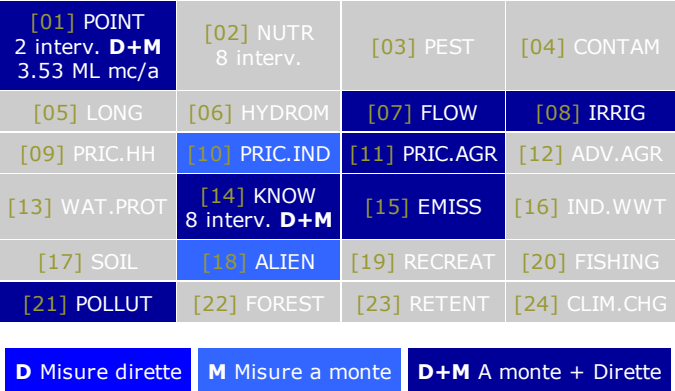 [01] POINT
2 interv. D+M
3.53 ML mc/a
[02] NUTR
8 interv.
[03] PEST
[04] CONTAM
[05] LONG
[06] HYDROM
[07] FLOW
[08] IRRIG
[09] PRIC.HH
[10] PRIC.IND
[11] PRIC.AGR
[12] ADV.AGR
[13] WAT.PROT
[14] KNOW
8 interv. D+M
[15] EMISS
[16] IND.WWT
[17] SOIL
[18] ALIEN
[19] RECREAT
[20] FISHING
[21] POLLUT
[22] FOREST
[23] RETENT
[24] CLIM.CHG
D Misure dirette
M Misure a monte
D+M A monte + Dirette